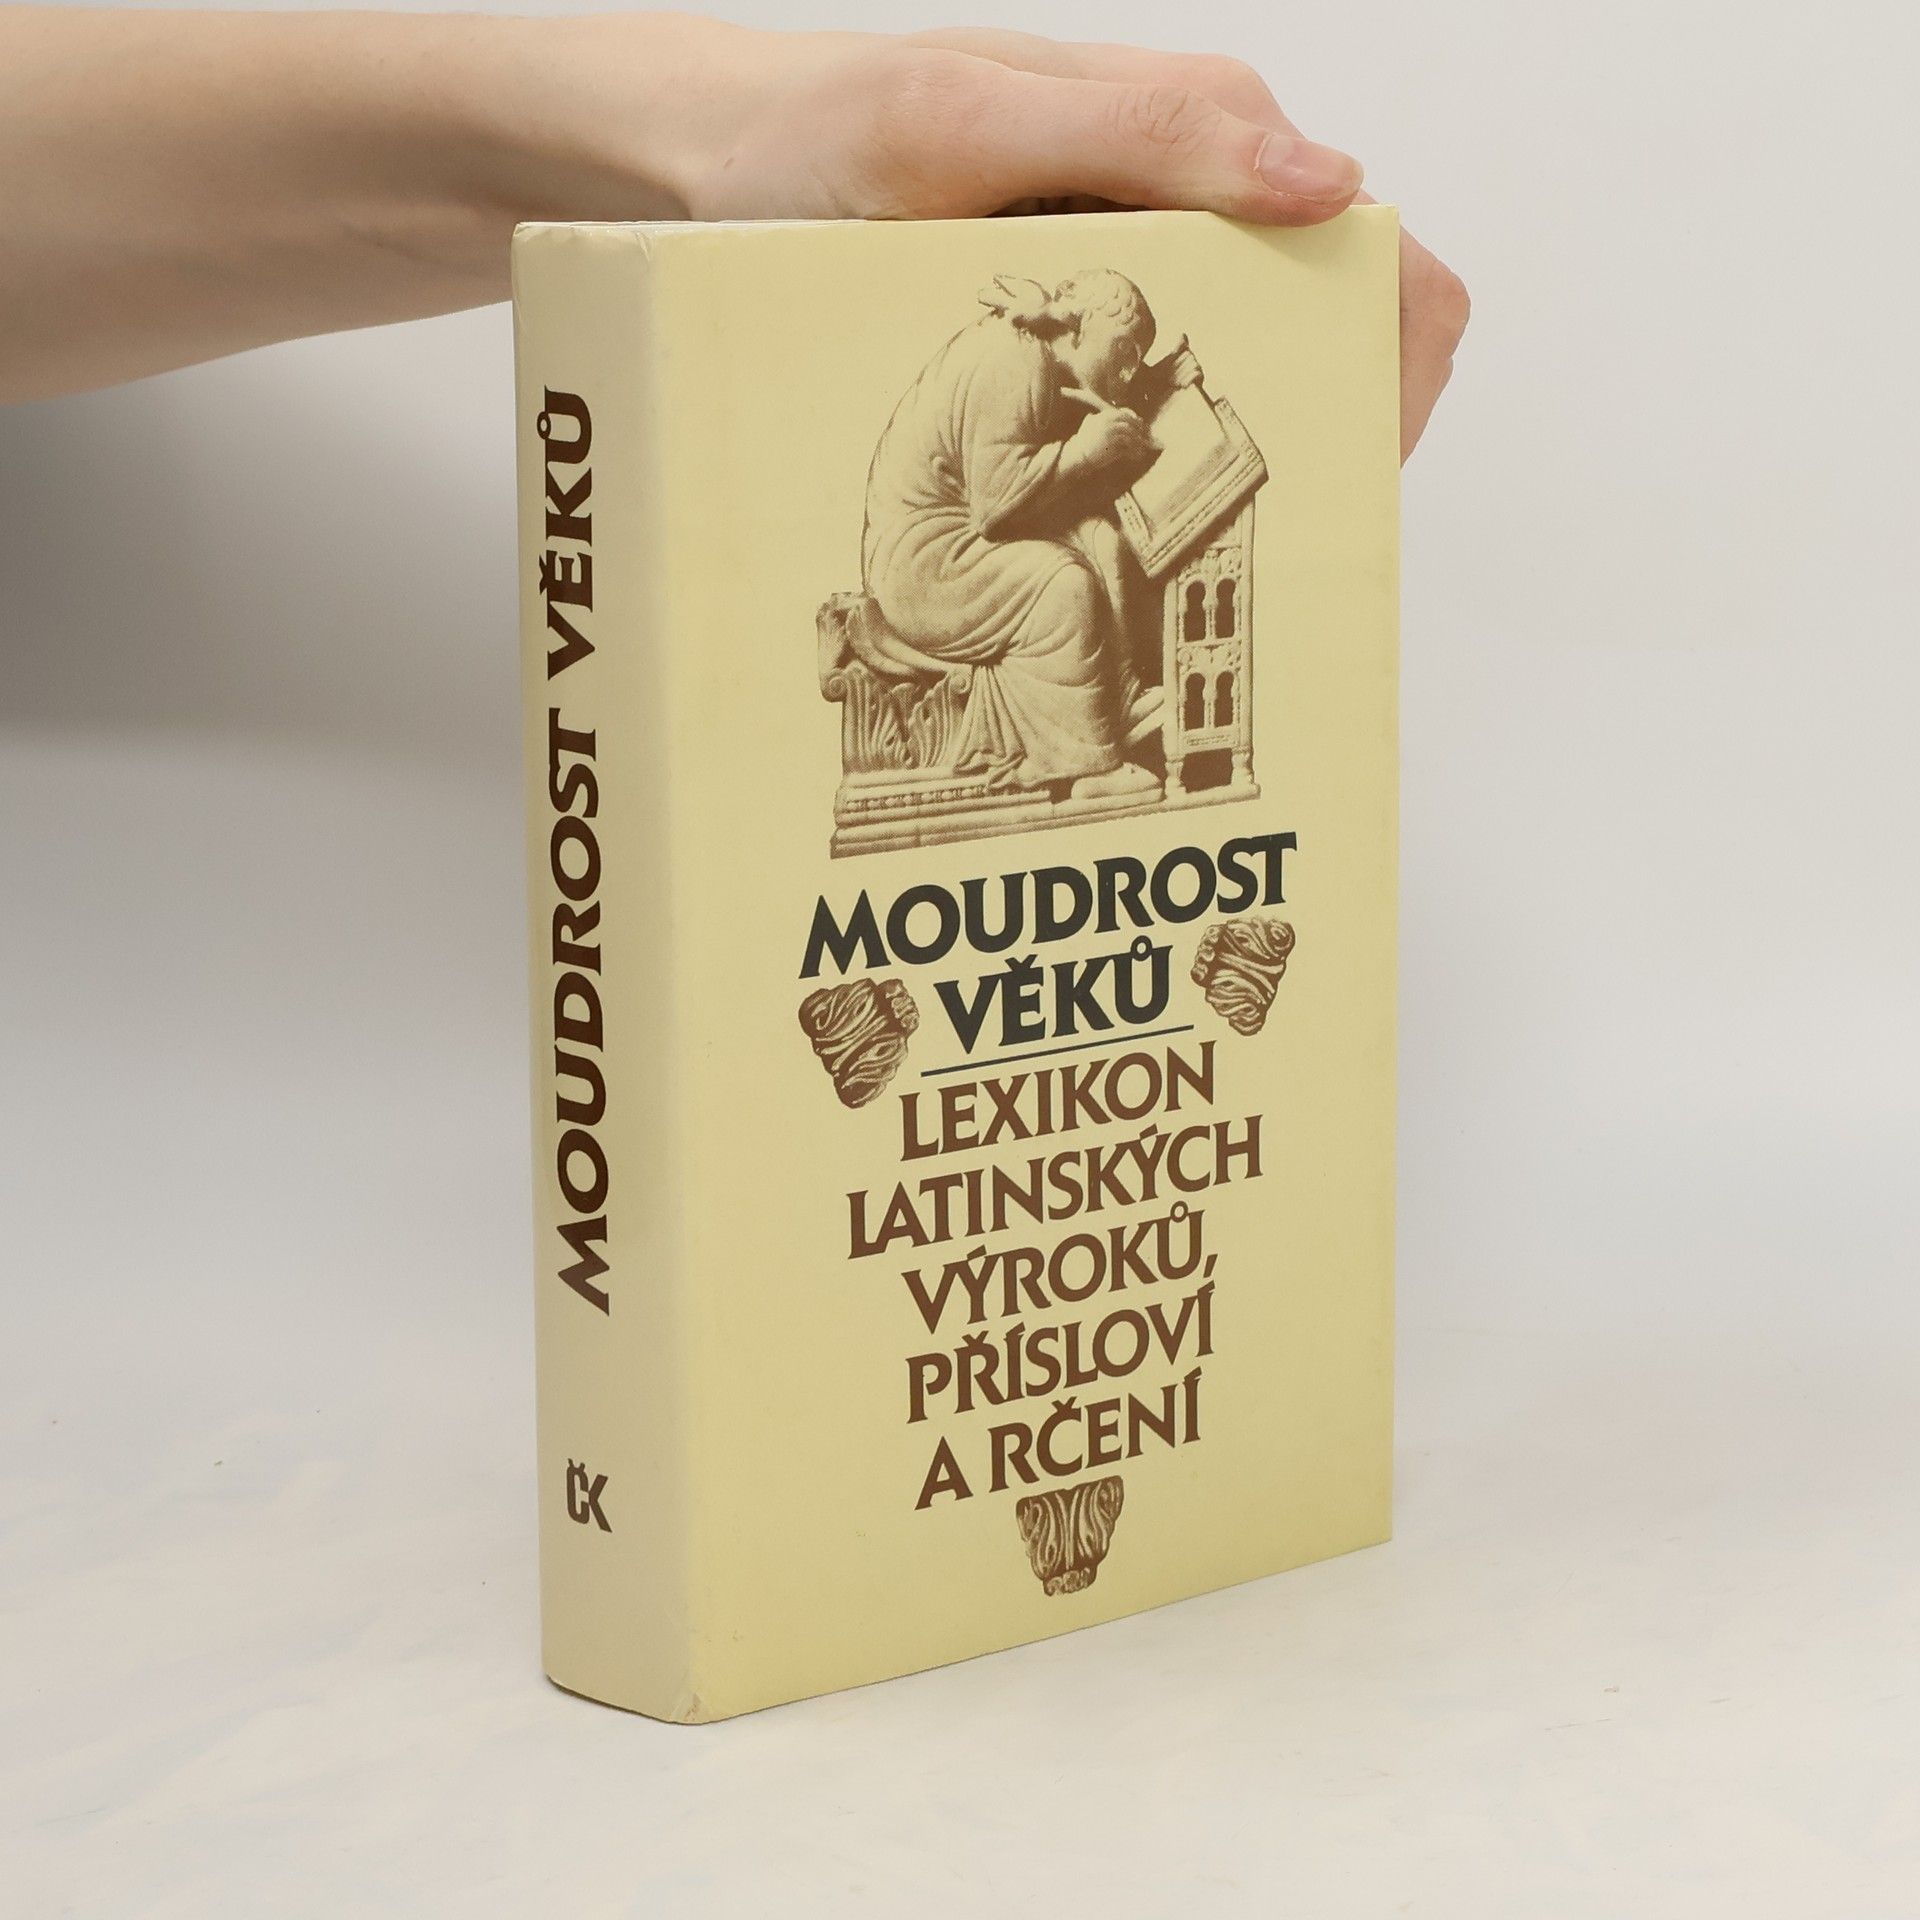 MOUDROST VĚKŮ
ČK
MOUDROST
VĚKŮ
LEXIKON
LATINSKÝCH
VÝROKŮ,
PŘÍSLOVÍ
A RČENÍ